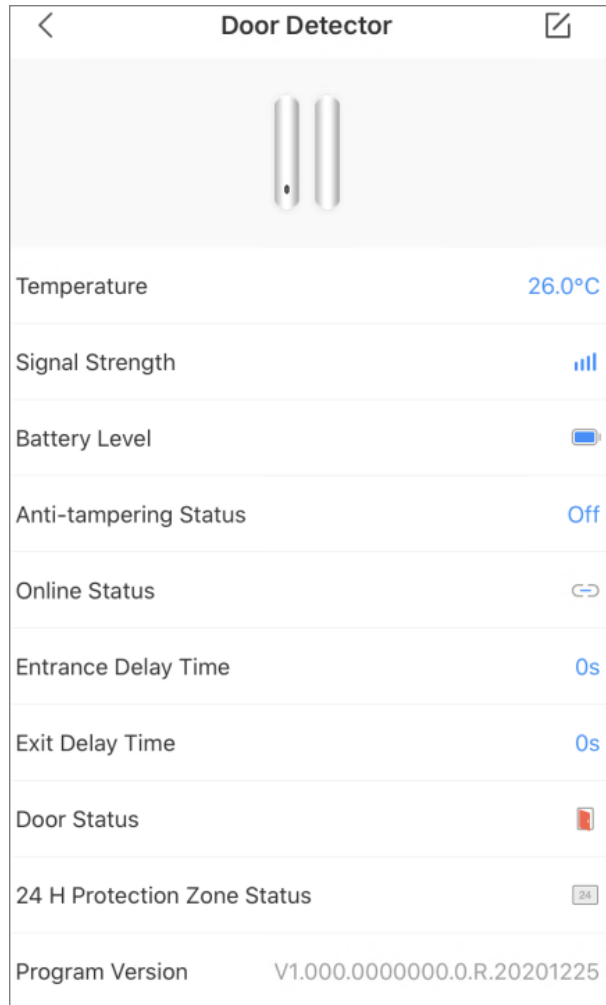 Door Detector
Temperature 26.0°C
Signal Strength
Battery Level
Anti-tampering Status Off
Online Status
Entrance Delay Time 0s
Exit Delay Time 0s
Door Status
24 H Protection Zone Status 24
Program Version V1.000.0000000.0.R.20201225